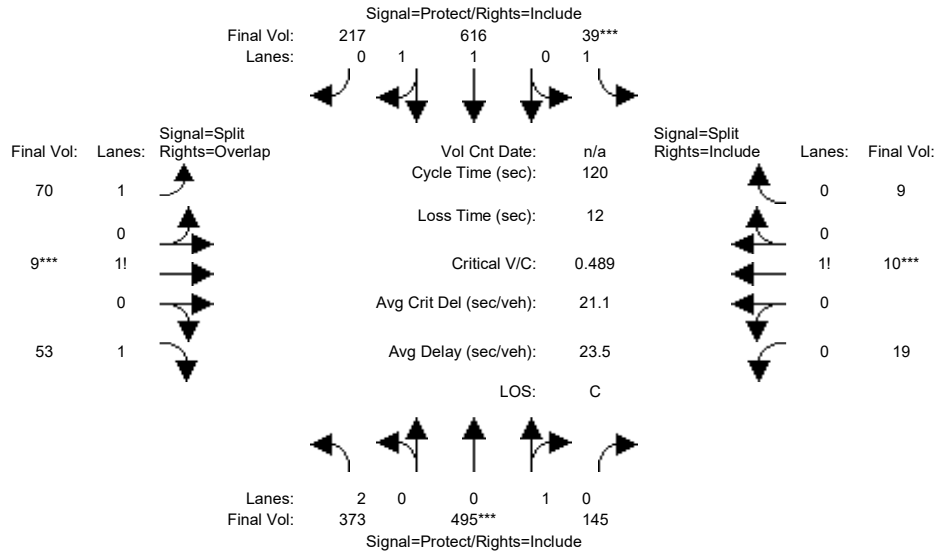 Signal=Protect/Rights=Include
Final Vol: 217 616 39***
Lanes: 0 1 1 0 1
Signal=Split
Final Vol: Lanes: Rights=Overlap
Vol Cnt Date: n/a
Signal=Split
Rights=Include Lanes: Final Vol:
Cycle Time (sec): 120
70 1
0 9
Loss Time (sec): 12
0
0
9*** 1!
Critical V/C: 0.489
1! 10***
0
Avg Crit Del (sec/veh): 21.1
0
53 1
Avg Delay (sec/veh): 23.5
0 19
LOS: C
Lanes: 2 0 0 1 0
Final Vol: 373 495*** 145
Signal=Protect/Rights=Include